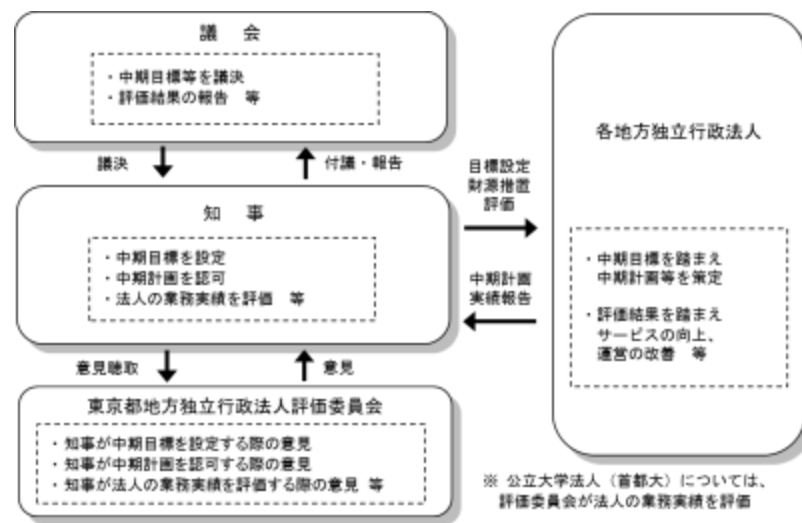 議　会
・中期目標等を議決
・評価結果の報告　等
議決
付議・報告
知　事
・中期目標を設定
・中期計画を認可
・法人の業務実績を評価　等
意見聴取
意見
東京都地方独立行政法人評価委員会
・知事が中期目標を設定する際の意見
・知事が中期計画を認可する際の意見
・知事が法人の業務実績を評価する際の意見　等
目標設定
財源措置
評価
中期計画
実績報告
各地方独立行政法人
・中期目標を踏まえ
中期計画等を策定
・評価結果を踏まえ
サービスの向上、
運営の改善　等
※ 公立大学法人（首都大）については、
評価委員会が法人の業務実績を評価